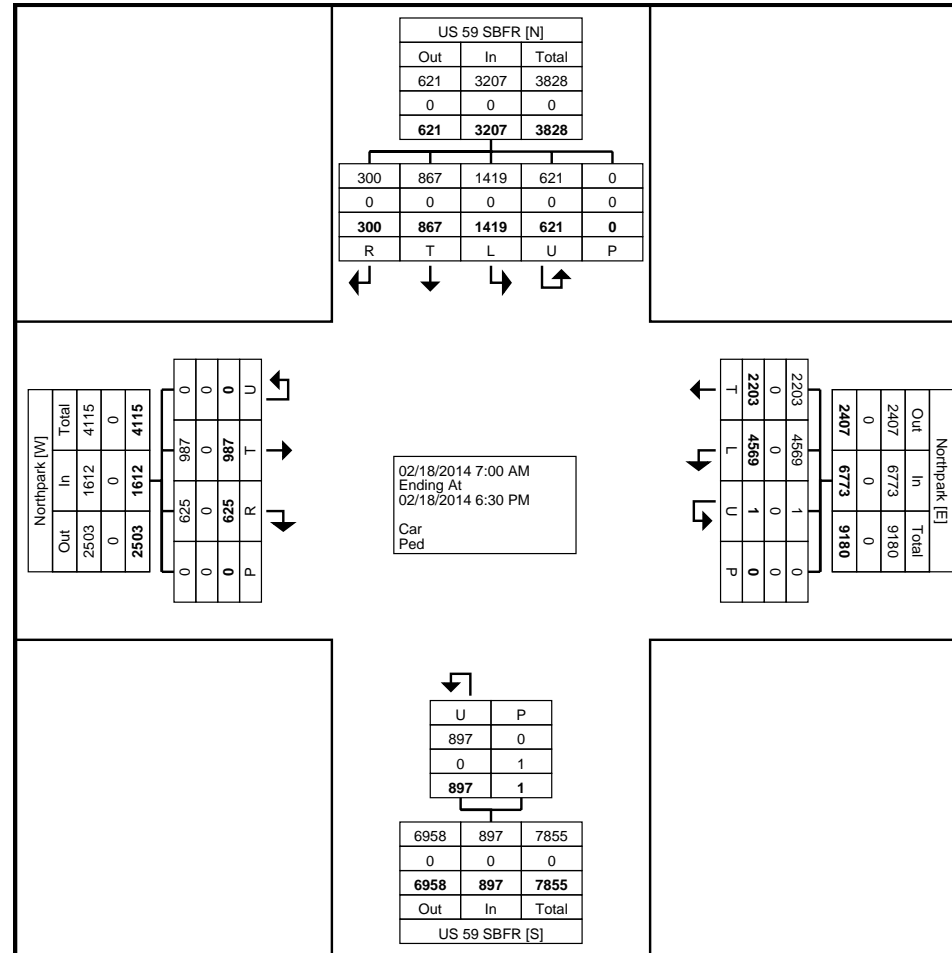 US 59 SBFR [N]
Out In Total
621 3207 3828
0 0 0
621 3207 3828
300 867 1419 621 0
0 0 0 0 0
300 867 1419 621 0
R T L U P
Northpark [W]
Total In Out
4115 1612 2503
0 0 0
4115 1612 2503
0 987 625 0
0 0 0 0
0 987 625 0
U T R P
02/18/2014 7:00 AM
Ending At
02/18/2014 6:30 PM
Car
Ped
T L U P
2203 4569 1 0
0 0 0 0
2203 4569 1 0
2407 6773 9180
0 0 0
2407 6773 9180
Out In Total
Northpark [E]
U P
897 0
0 1
897 1
6958 897 7855
0 0 0
6958 897 7855
Out In Total
US 59 SBFR [S]